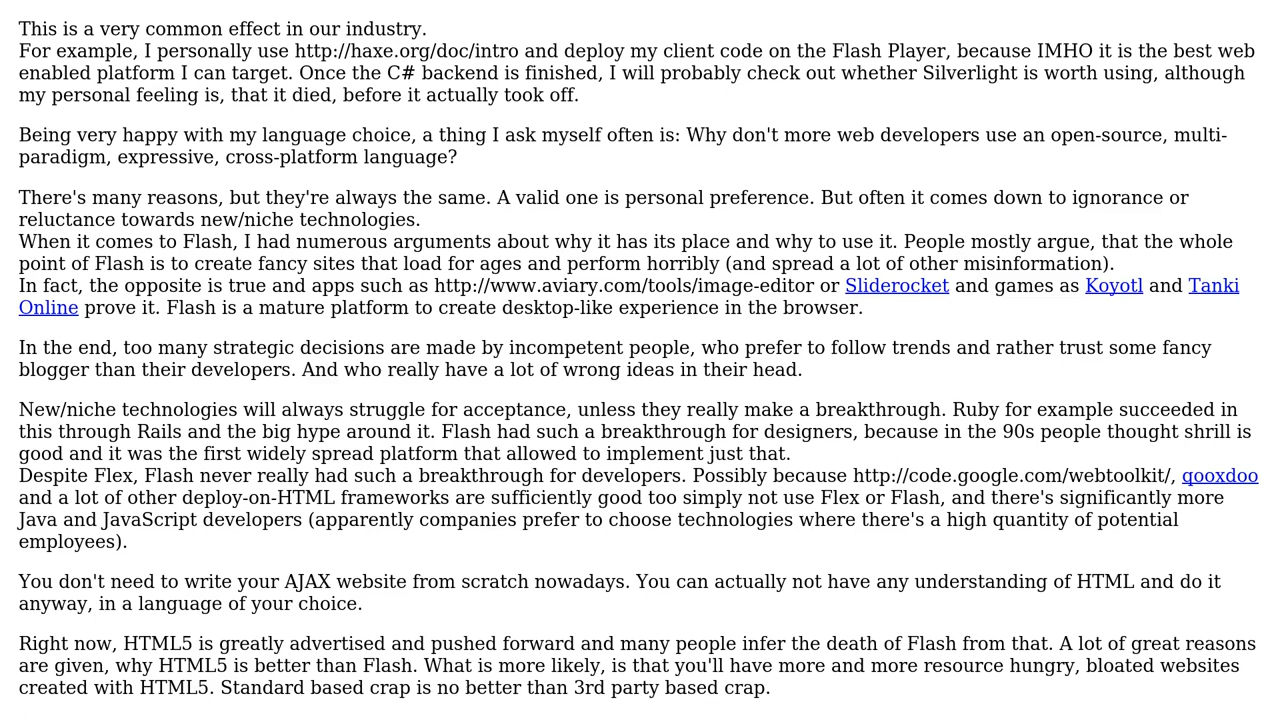 This is a very common effect in our industry.
For example, I personally use http://haxe.org/doc/intro and deploy my client code on the Flash Player, because IMHO it is the best web
enabled platform I can target. Once the C# backend is finished, I will probably check out whether Silverlight is worth using, although
my personal feeling is, that it died, before it actually took off.
Being very happy with my language choice, a thing I ask myself often is: Why don't more web developers use an open-source, multi-
paradigm, expressive, cross-platform language?
There's many reasons, but they're always the same. A valid one is personal preference. But often it comes down to ignorance or
reluctance towards new/niche technologies.
When it comes to Flash, I had numerous arguments about why it has its place and why to use it. People mostly argue, that the whole
point of Flash is to create fancy sites that load for ages and perform horribly (and spread a lot of other misinformation).
In fact, the opposite is true and apps such as http://www.aviary.com/tools/image-editor or Sliderocket and games as Koyotl and Tanki
Online prove it. Flash is a mature platform to create desktop-like experience in the browser.
In the end, too many strategic decisions are made by incompetent people, who prefer to follow trends and rather trust some fancy
blogger than their developers. And who really have a lot of wrong ideas in their head.
New/niche technologies will always struggle for acceptance, unless they really make a breakthrough. Ruby for example succeeded in
this through Rails and the big hype around it. Flash had such a breakthrough for designers, because in the 90s people thought shrill is
good and it was the first widely spread platform that allowed to implement just that.
Despite Flex, Flash never really had such a breakthrough for developers. Possibly because http://code.google.com/webtoolkit/, qooxdoo
and a lot of other deploy-on-HTML frameworks are sufficiently good too simply not use Flex or Flash, and there's significantly more
Java and JavaScript developers (apparently companies prefer to choose technologies where there's a high quantity of potential
employees).
You don't need to write your AJAX website from scratch nowadays. You can actually not have any understanding of HTML and do it
anyway, in a language of your choice.
Right now, HTML5 is greatly advertised and pushed forward and many people infer the death of Flash from that. A lot of great reasons
are given, why HTML5 is better than Flash. What is more likely, is that you'll have more and more resource hungry, bloated websites
created with HTML5. Standard based crap is no better than 3rd party based crap.